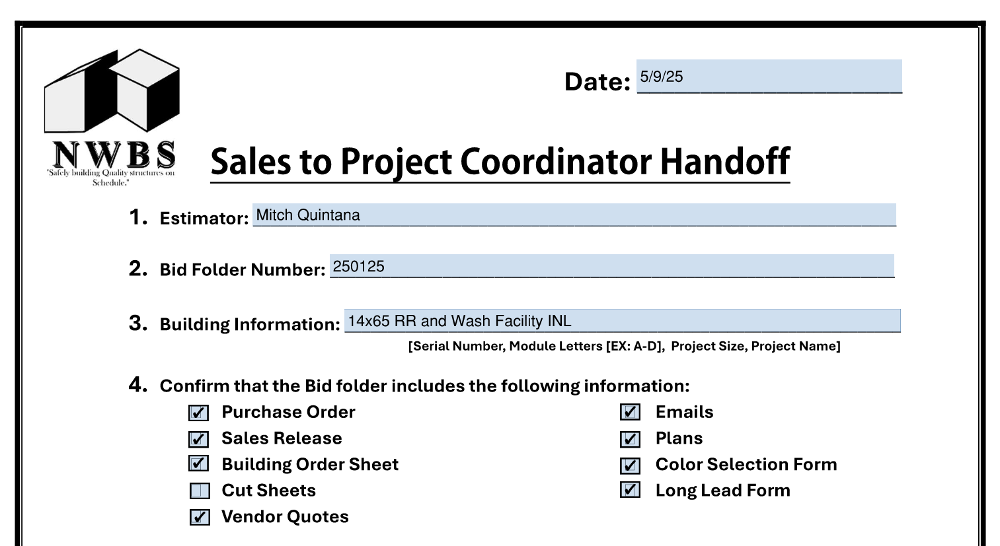 Date: 5/9/25
NWBS
"Safely building Quality structures on
Schedule."
Sales to Project Coordinator Handoff
1. Estimator: Mitch Quintana
2. Bid Folder Number: 250125
3. Building Information: 14x65 RR and Wash Facility INL
[Serial Number, Module Letters [EX: A-D], Project Size, Project Name]
4. Confirm that the Bid folder includes the following information:
Purchase Order
Sales Release
Building Order Sheet
Cut Sheets
Vendor Quotes
Emails
Plans
Color Selection Form
Long Lead Form